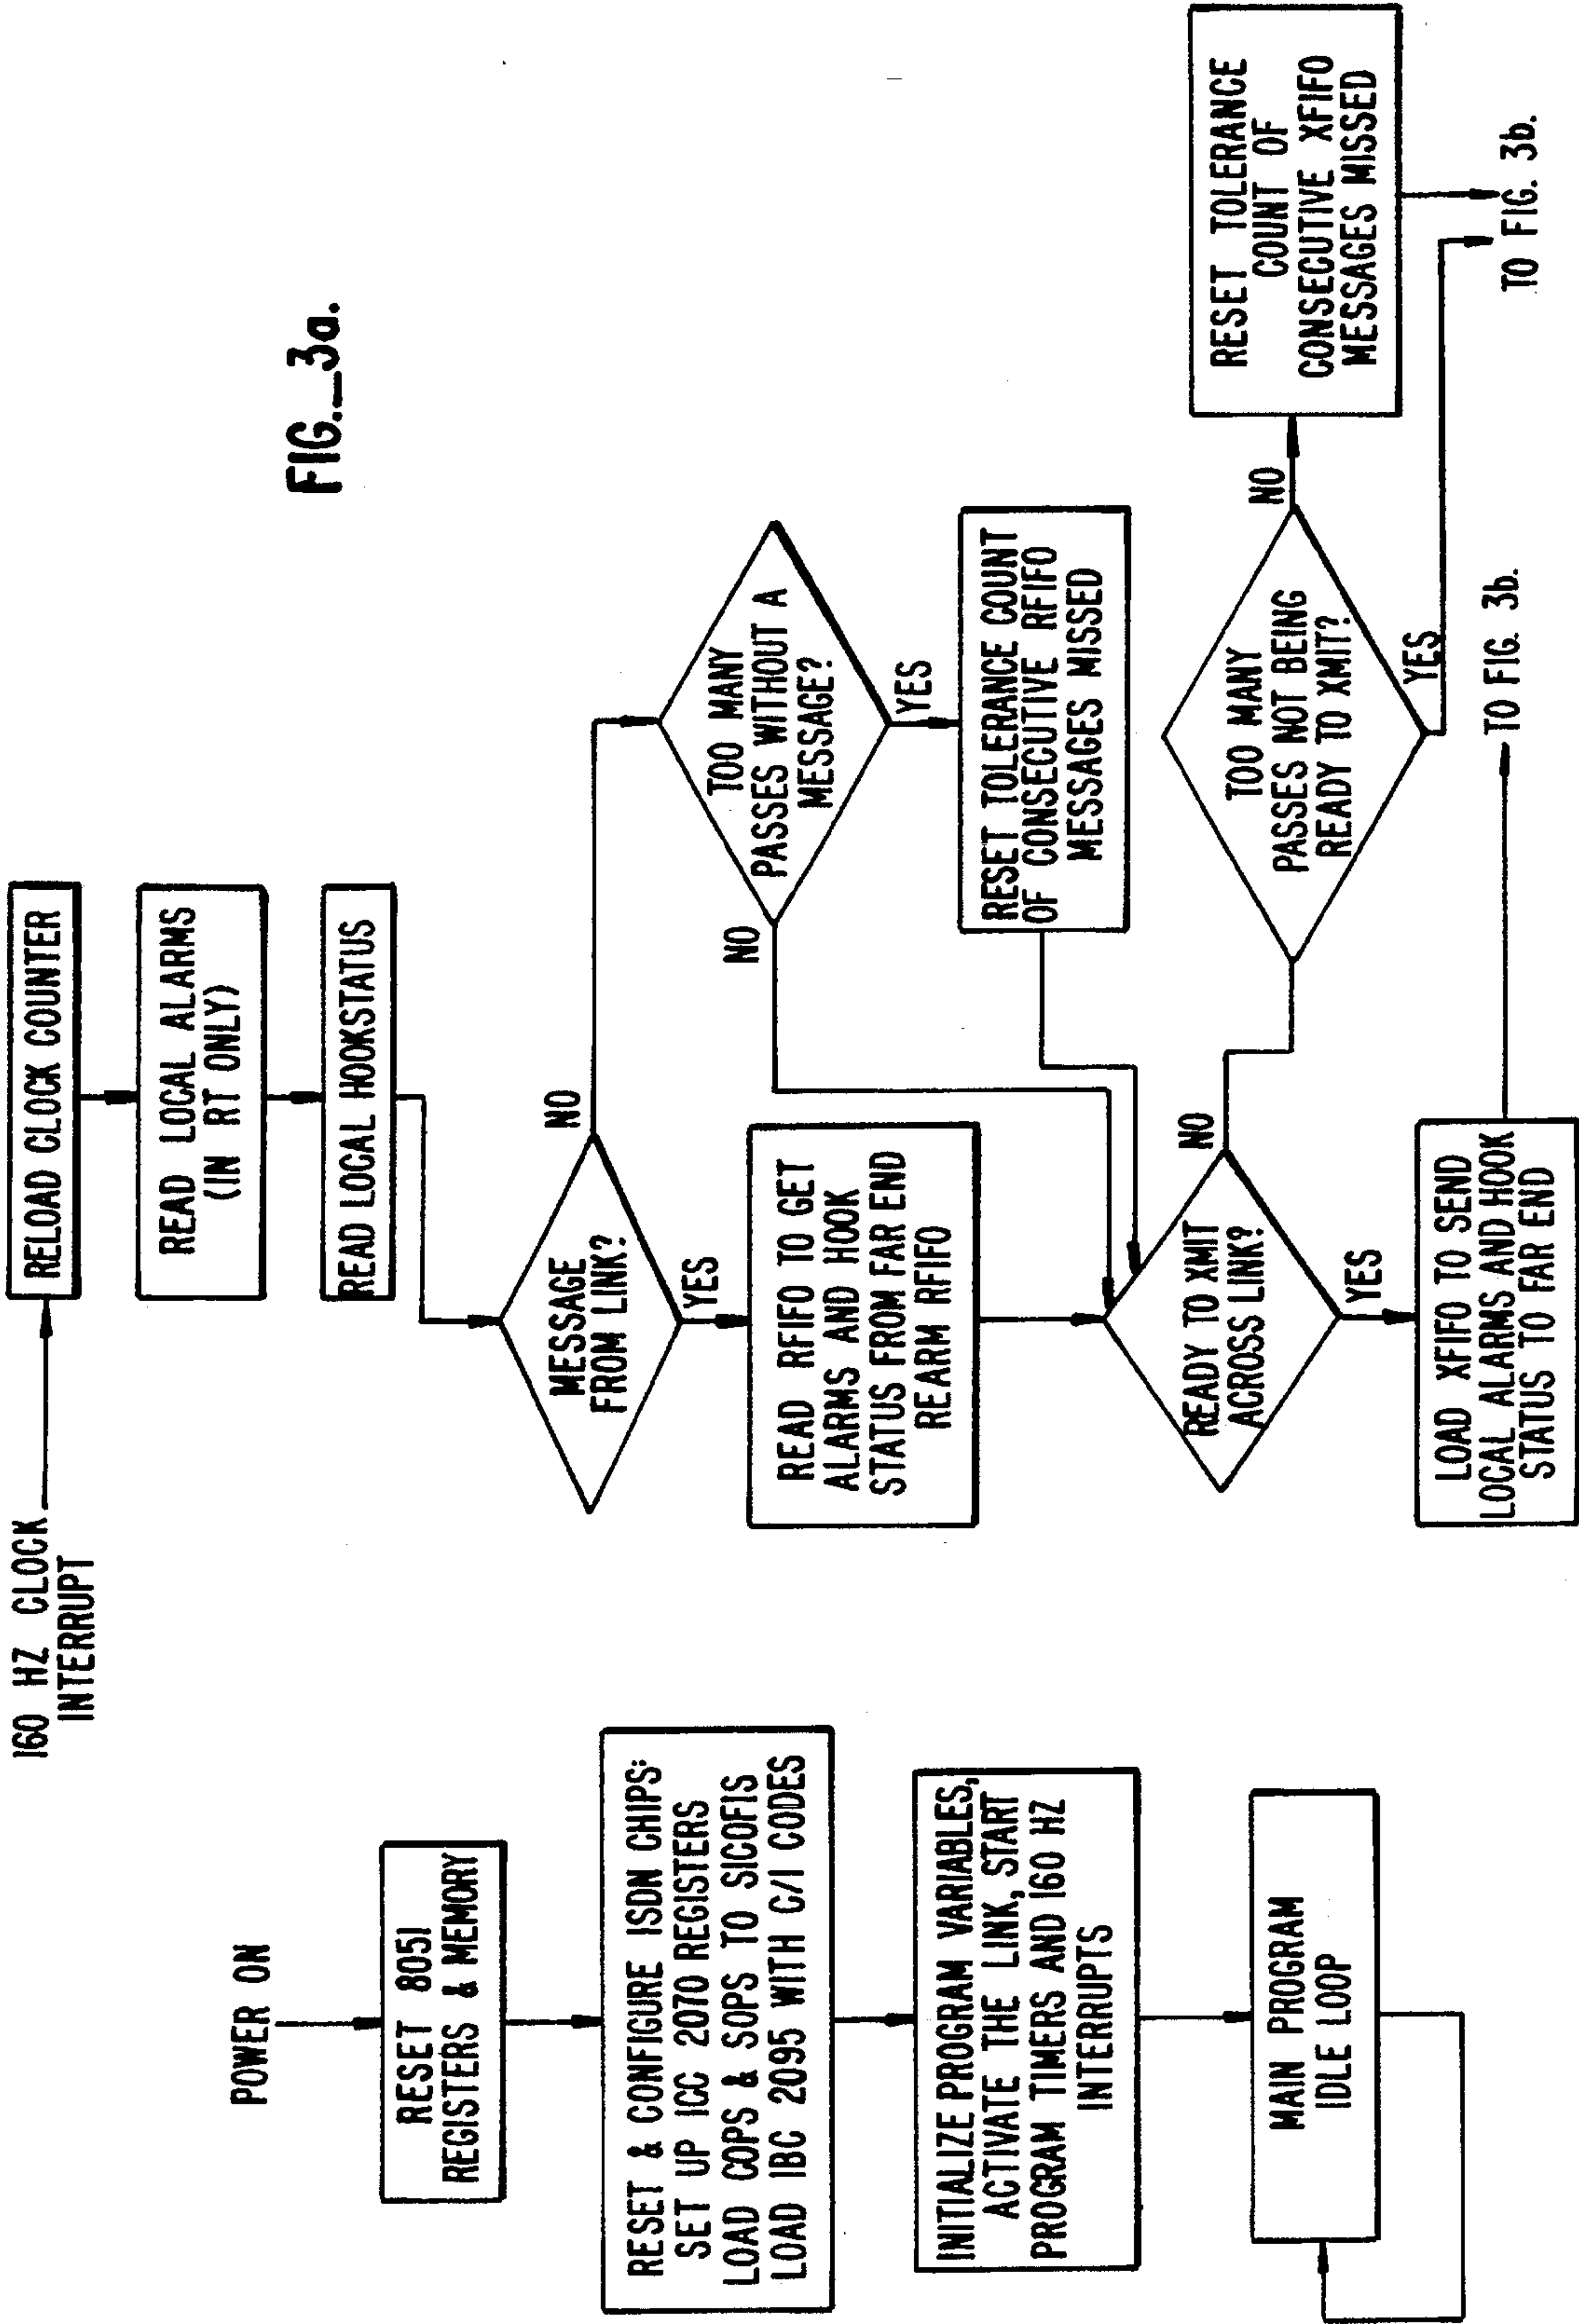 FIG._3a.
POWER ON
RESET 8051
REGISTERS & MEMORY
RESET & CONFIGURE ISDN CHIPS:
SET UP ICC 2070 REGISTERS
LOAD COPS & SOPS TO SICOFIS
LOAD IBC 2095 WITH C/I CODES
INITIALIZE PROGRAM VARIABLES,
ACTIVATE THE LINK, START
PROGRAM TIMERS AND 160 HZ
INTERRUPTS
MAIN PROGRAM
IDLE LOOP
160 HZ CLOCK
INTERRUPT
RELOAD CLOCK COUNTER
READ LOCAL ALARMS
(IN RT ONLY)
READ LOCAL HOOKSTATUS
MESSAGE
FROM LINK?
NO
YES
TOO MANY
PASSES WITHOUT A
MESSAGE?
NO
YES
READ RFIFO TO GET
ALARMS AND HOOK
STATUS FROM FAR END
REARM RFIFO
RESET TOLERANCE COUNT
OF CONSECUTIVE RFIFO
MESSAGES MISSED
READY TO XMIT
ACROSS LINK?
NO
YES
TOO MANY
PASSES NOT BEING
READY TO XMIT?
NO
YES
RESET TOLERANCE
COUNT OF
CONSECUTIVE XFIFO
MESSAGES MISSED
LOAD XFIFO TO SEND
LOCAL ALARMS AND HOOK
STATUS TO FAR END
TO FIG. 3b.
TO FIG. 3b.